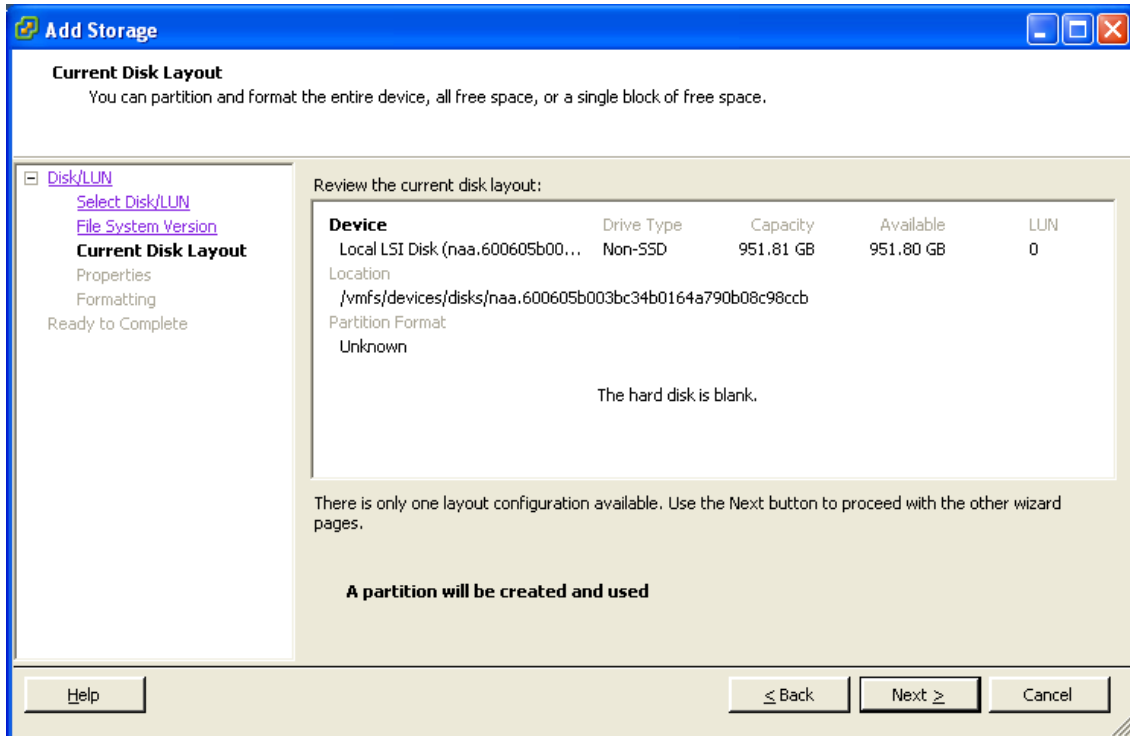 Add Storage
Current Disk Layout
You can partition and format the entire device, all free space, or a single block of free space.
Disk/LUN
Select Disk/LUN
File System Version
Current Disk Layout
Properties
Formatting
Ready to Complete
Review the current disk layout:
Device Drive Type Capacity Available LUN
Local LSI Disk (naa.600605b00... Non-SSD 951.81 GB 951.80 GB 0
Location
/vmfs/devices/disks/naa.600605b003bc34b0164a790b08c98ccb
Partition Format
Unknown
The hard disk is blank.
There is only one layout configuration available. Use the Next button to proceed with the other wizard
pages.
A partition will be created and used
Help < Back Next > Cancel